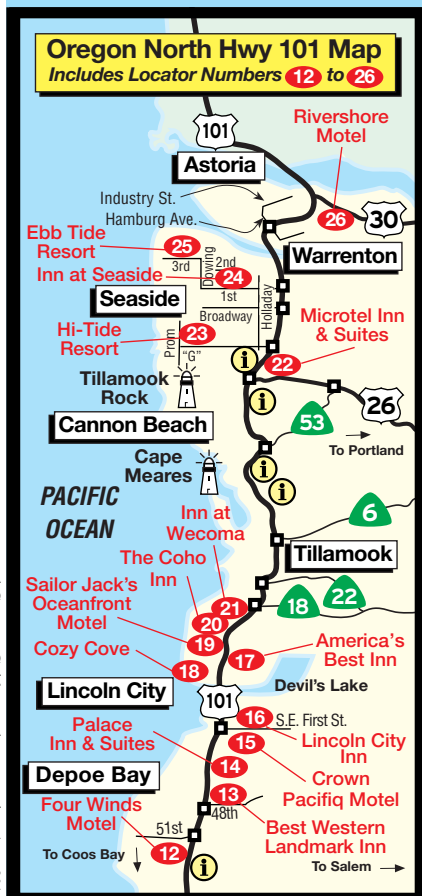 Oregon North Hwy 101 Map
Includes Locator Numbers 12 to 26
101
Astoria
Rivershore
Motel
26
30
Industry St.
Hamburg Ave.
Warrenton
Ebb Tide
Resort
25
3rd
Dowing
2nd
Inn at Seaside
24
1st
Seaside
Broadway
Holladay
Hi-Tide
Resort
23
Prom
"G"
Microtel Inn
& Suites
22
i
i
Tillamook
Rock
26
53
To Portland
Cannon Beach
Cape
Meares
i
i
PACIFIC
OCEAN
6
Inn at
Wecoma
Tillamook
The Coho
Inn
22
18
Sailor Jack's
Oceanfront
Motel
21
20
19
Cozy Cove
18
17
America's
Best Inn
Lincoln City
Devil's Lake
101
16
S.E. First St.
Lincoln City
Inn
Palace
Inn & Suites
15
14
Crown
Pacifiq Motel
Depoe Bay
13
48th
Best Western
Landmark Inn
Four Winds
Motel
51st
12
To Coos Bay
i
To Salem